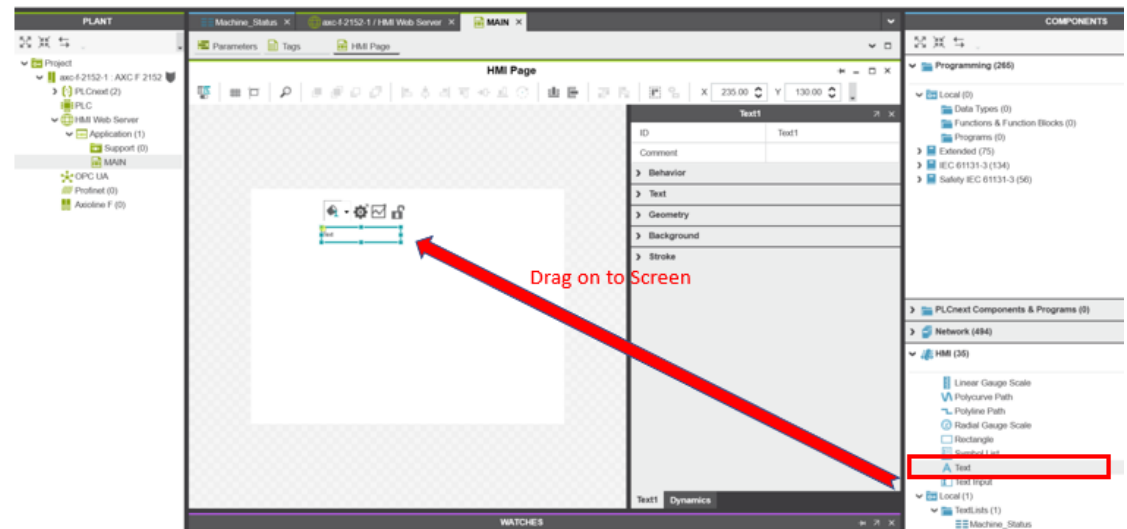 PLANT
Project
axc-f-2152-1 : AXC F 2152
PLCnext (2)
PLC
HMI Web Server
Application (1)
Support (0)
MAIN
OPC UA
Profinet (0)
Axioline F (0)
Machine_Status ×
axc-f-2152-1 / HMI Web Server ×
MAIN ×
Parameters
Tags
HMI Page
HMI Page
X 235.00 Y 130.00
Text
Text1
ID Text1
Comment
Behavior
Text
Geometry
Background
Stroke
Drag on to Screen
Text1 Dynamics
WATCHES
COMPONENTS
Programming (265)
Local (0)
Data Types (0)
Functions & Function Blocks (0)
Programs (0)
Extended (75)
IEC 61131-3 (134)
Safety IEC 61131-3 (56)
PLCnext Components & Programs (0)
Network (494)
HMI (35)
Linear Gauge Scale
Polycurve Path
Polyline Path
Radial Gauge Scale
Rectangle
Symbol List
Text
Text Input
Local (1)
TextLists (1)
Machine_Status